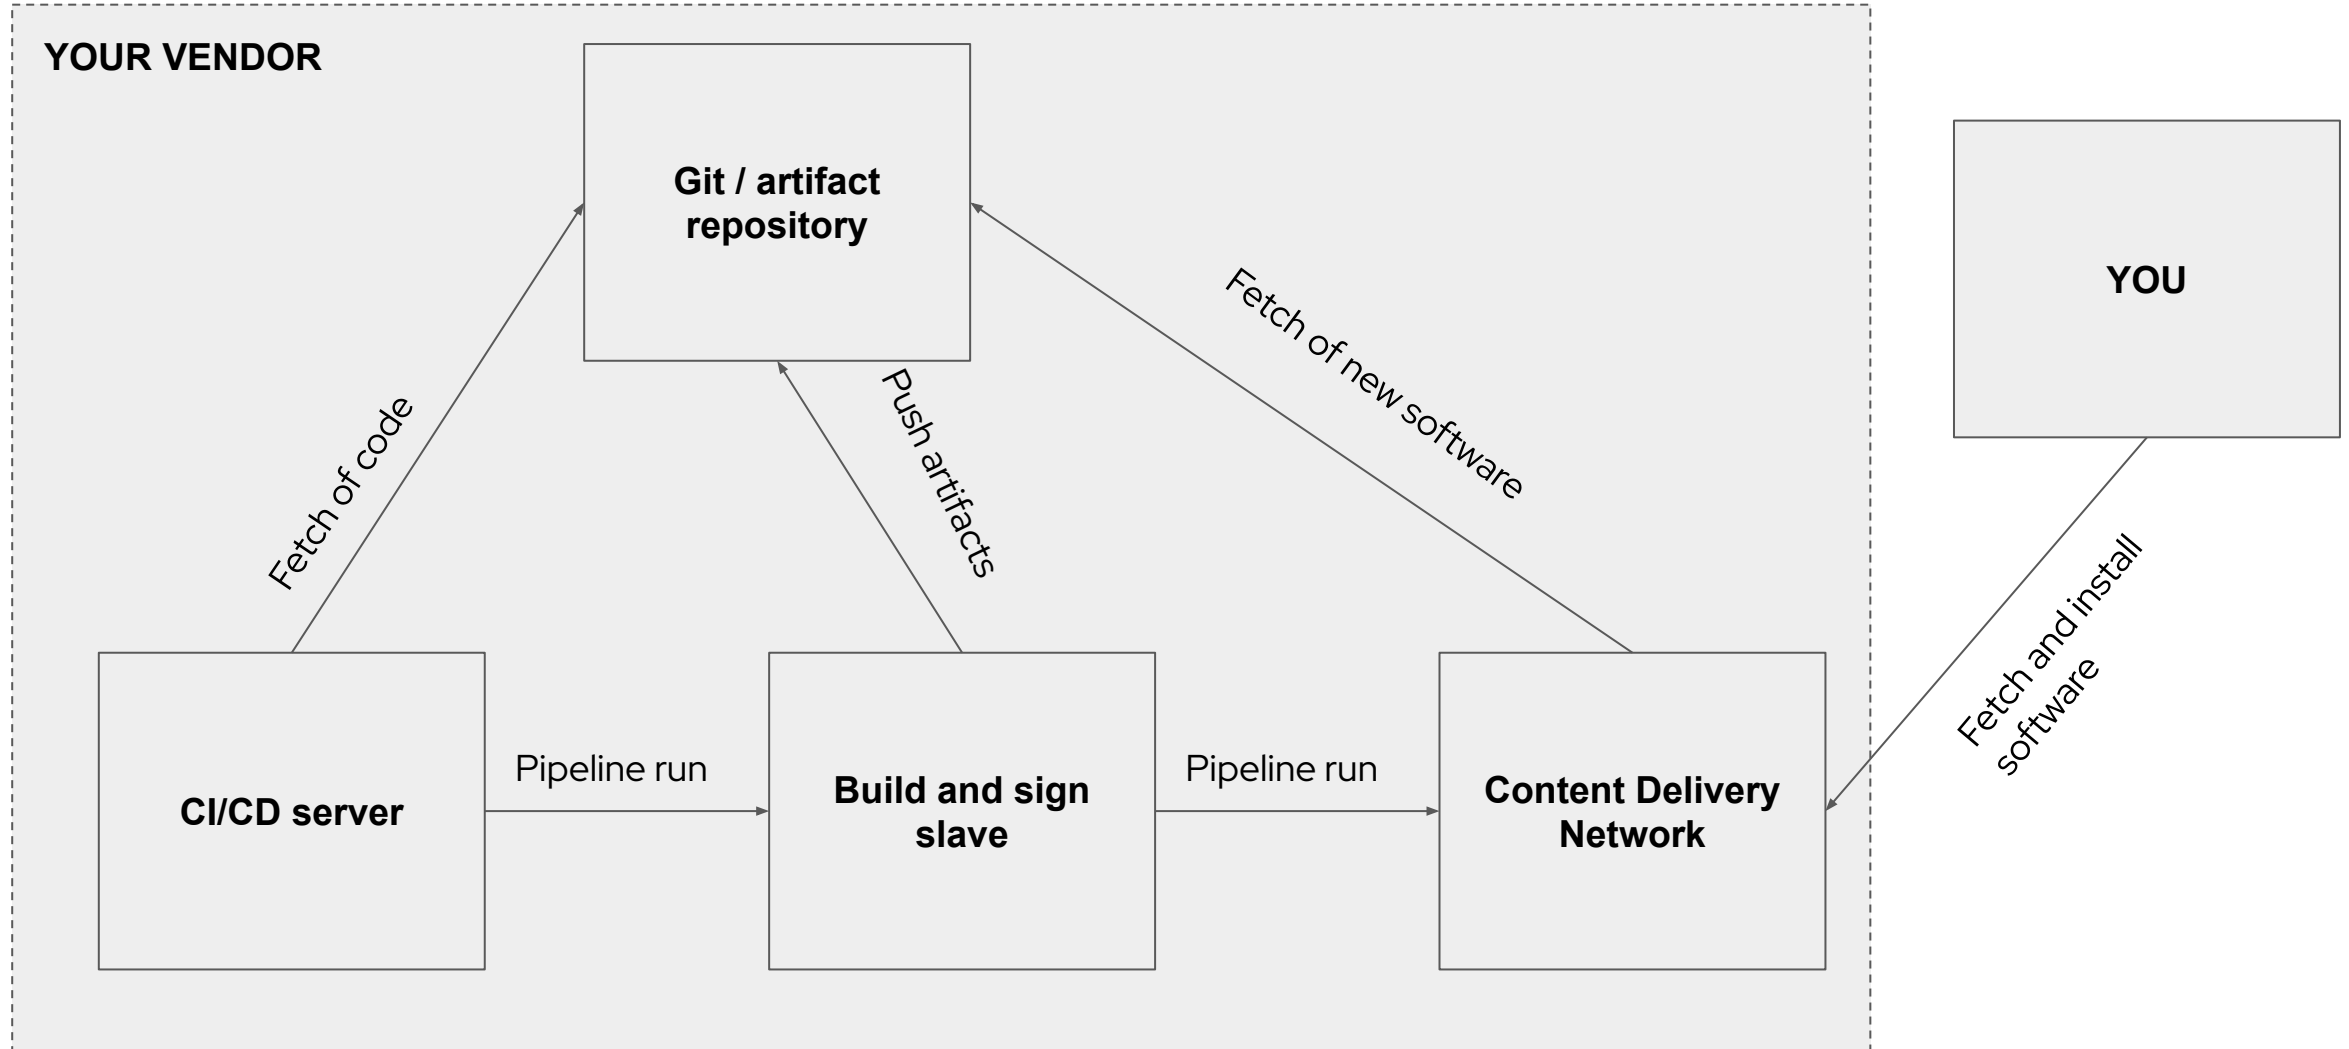 YOUR VENDOR
Git / artifact
repository
YOU
Fetch of code
Push artifacts
Fetch of new software
Fetch and install
software
CI/CD server
Pipeline run
Build and sign
slave
Pipeline run
Content Delivery
Network